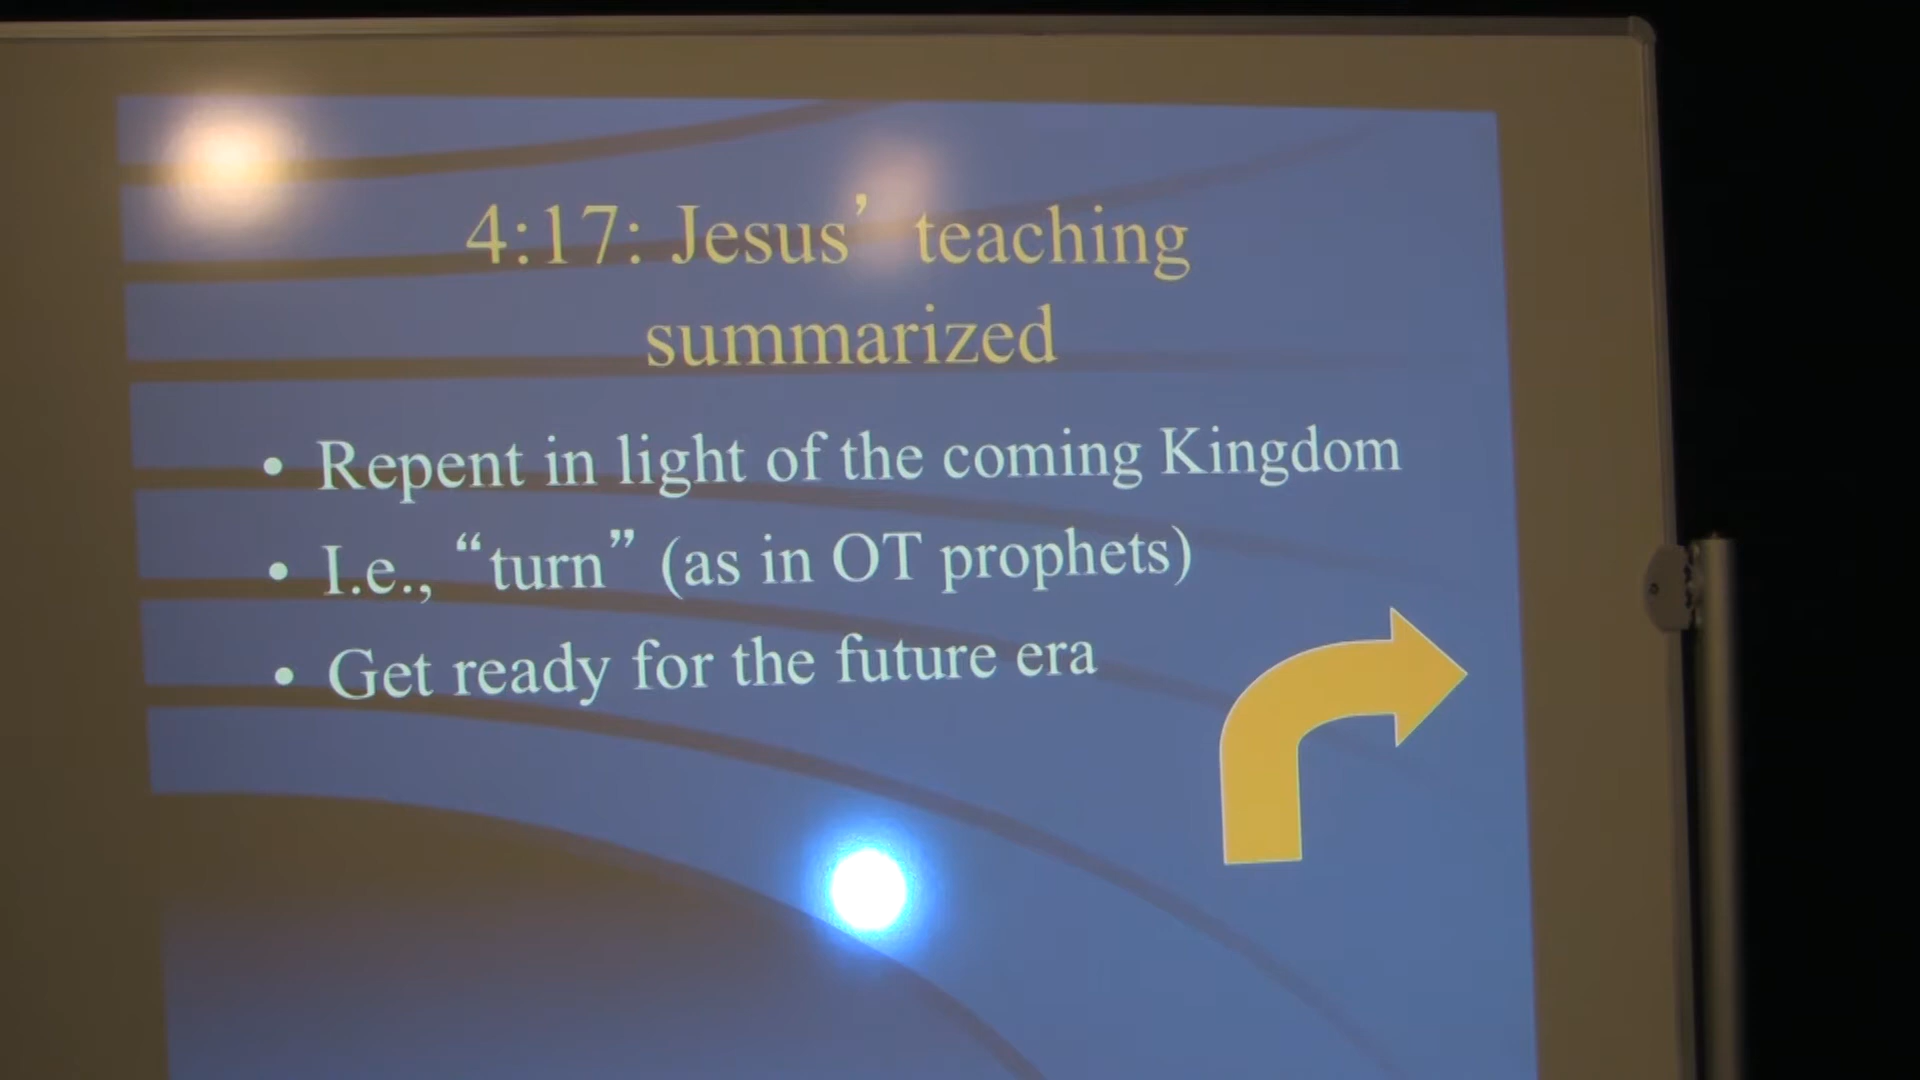 4:17: Jesus’ teaching
summarized
• Repent in light of the coming Kingdom
• I.e., “turn” (as in OT prophets)
• Get ready for the future era